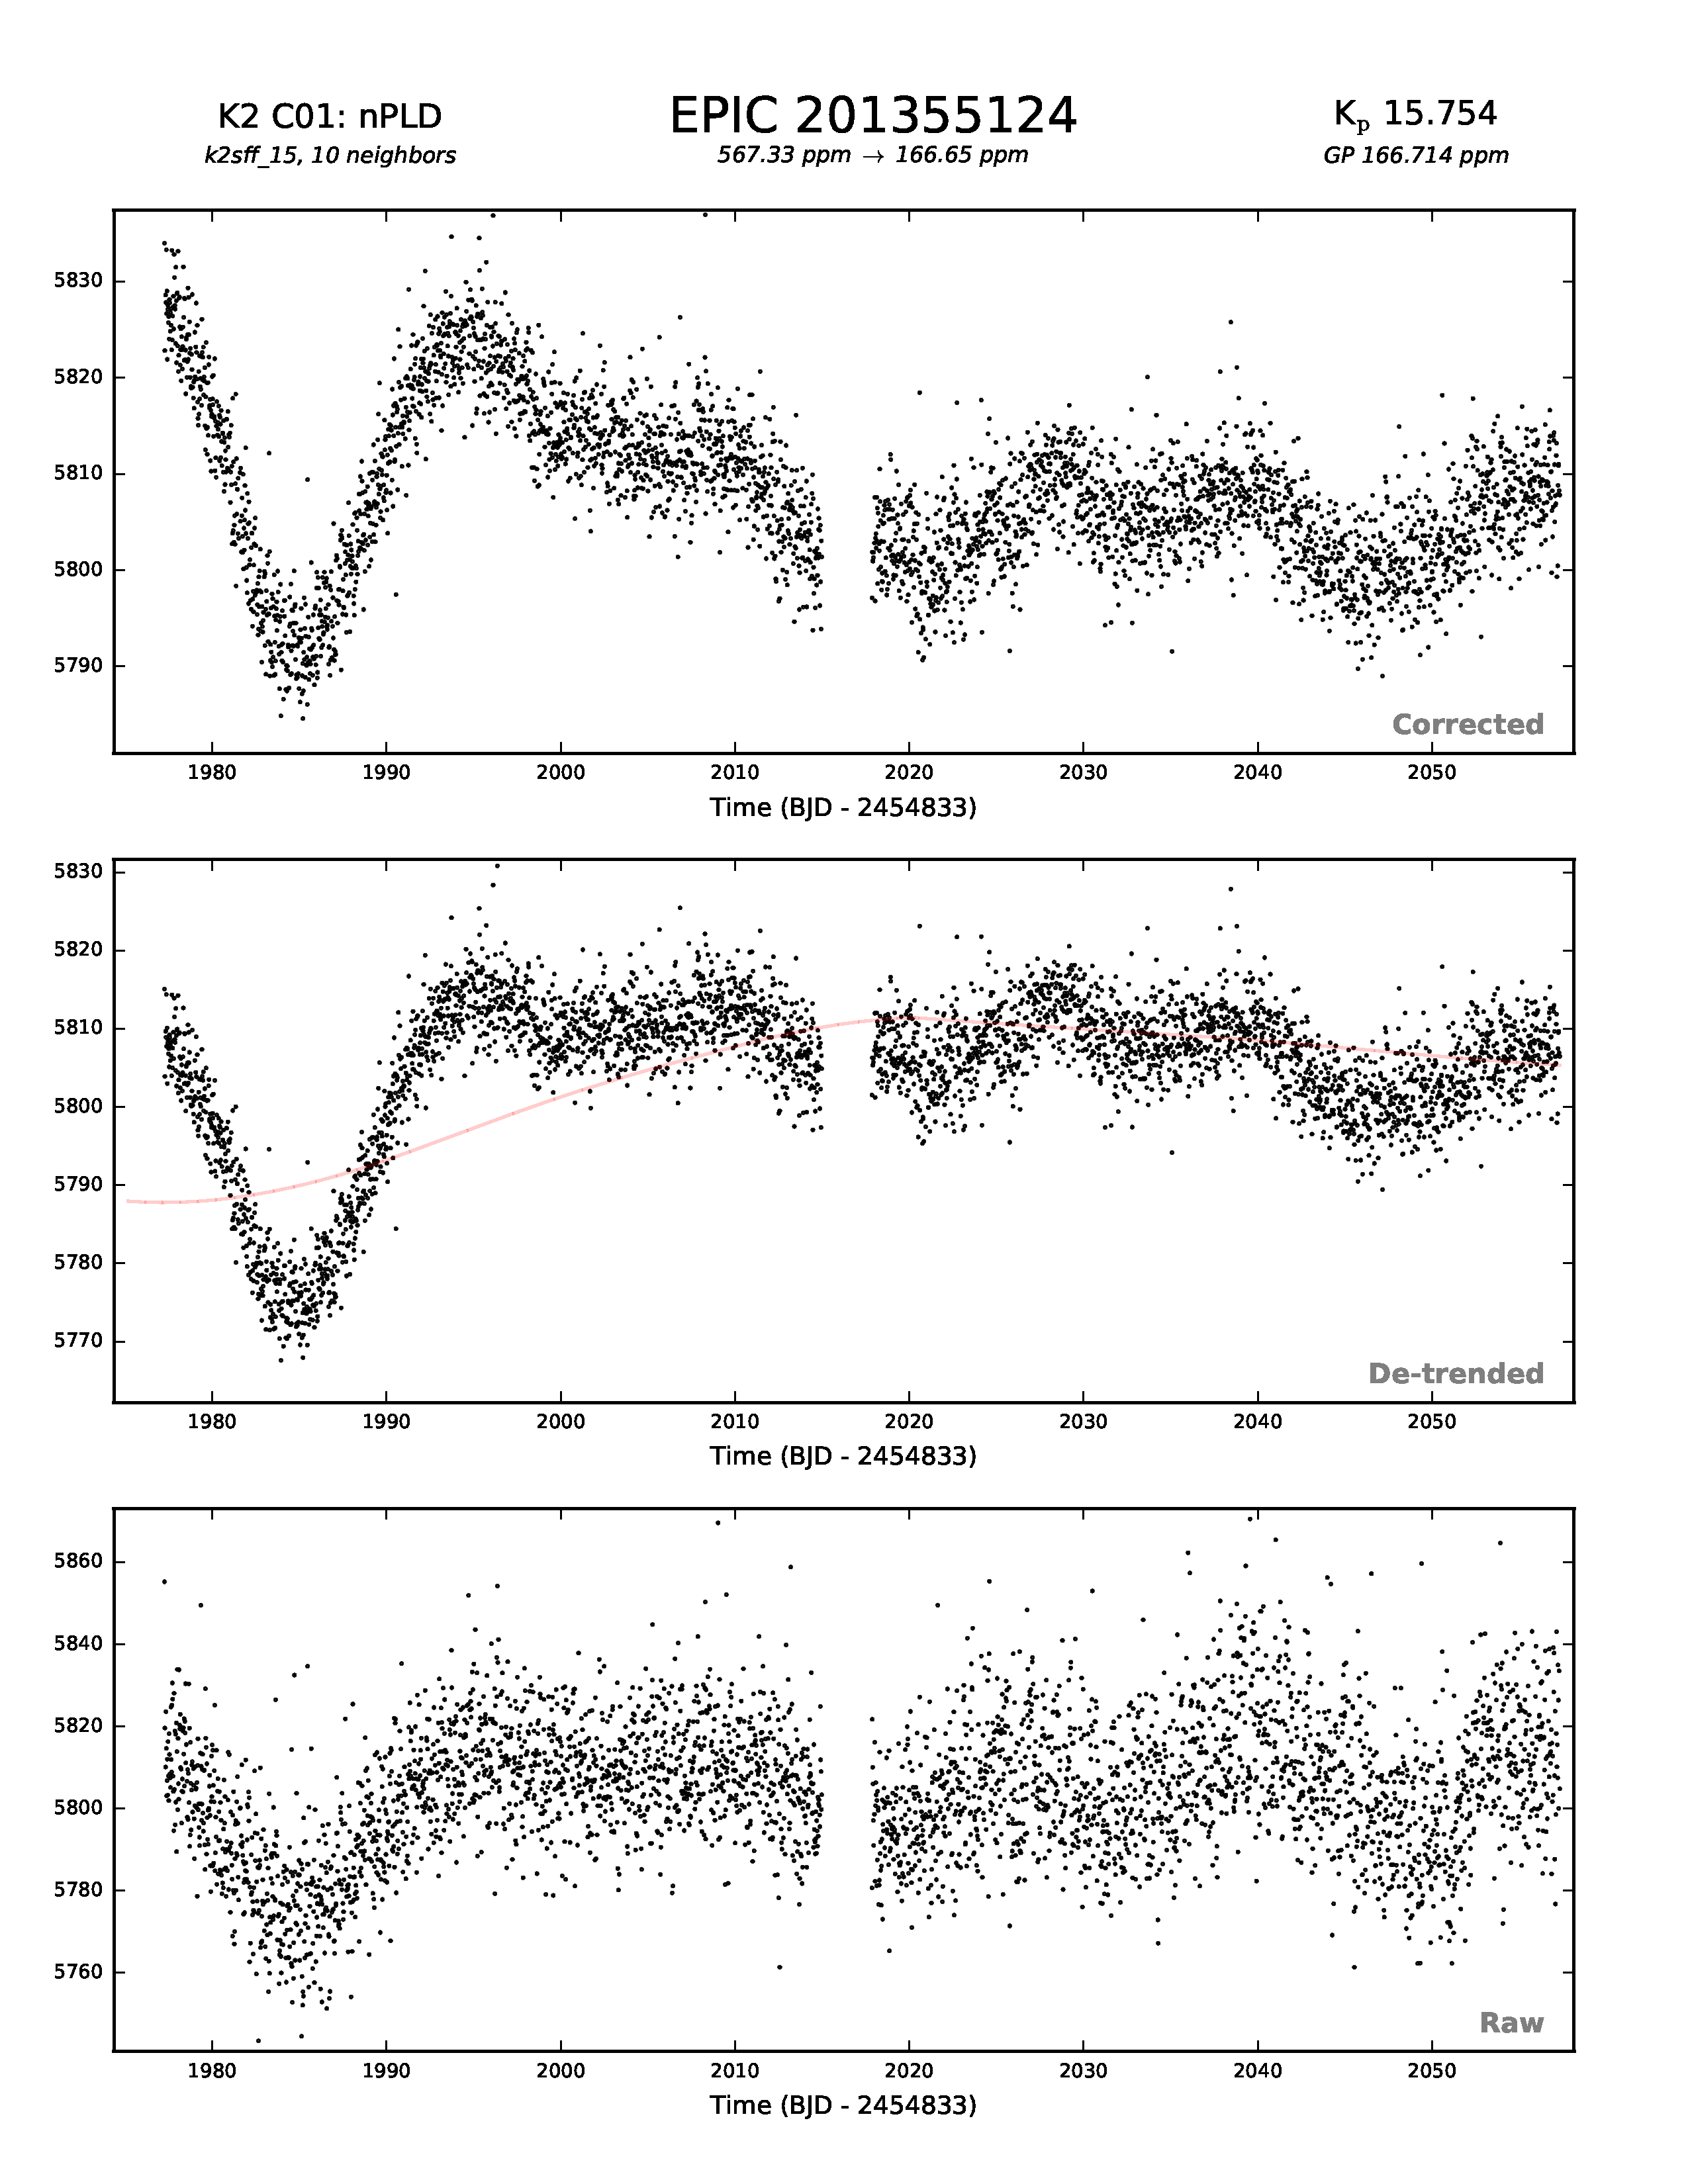 K2 C01: nPLD
EPIC 201355124
Kp 15.754
k2sff_15, 10 neighbors
567.33 ppm → 166.65 ppm
GP 166.714 ppm
5830
5820
5810
5800
5790
Corrected
1980 1990 2000 2010 2020 2030 2040 2050
Time (BJD - 2454833)
5830
5820
5810
5800
5790
5780
5770
De-trended
1980 1990 2000 2010 2020 2030 2040 2050
Time (BJD - 2454833)
5860
5840
5820
5800
5780
5760
Raw
1980 1990 2000 2010 2020 2030 2040 2050
Time (BJD - 2454833)